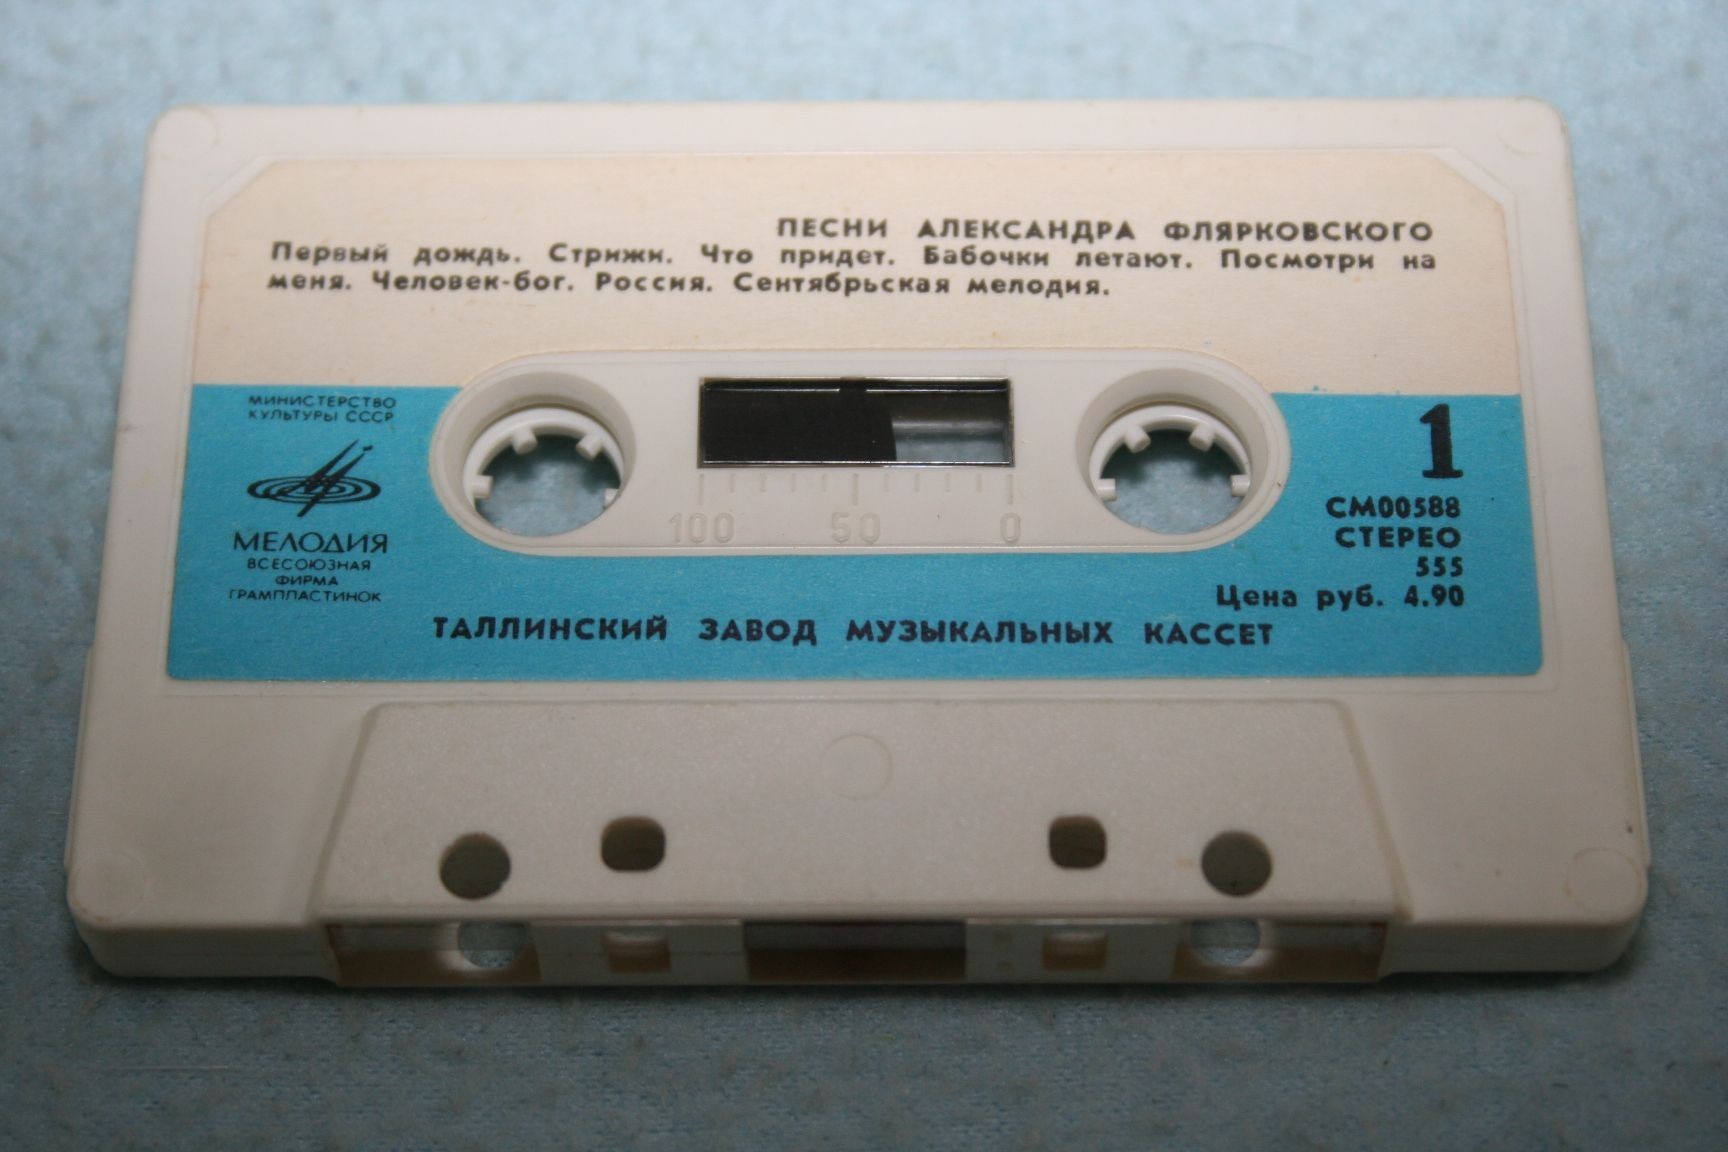 ПЕСНИ АЛЕКСАНДРА ФЛЯРКОВСКОГО
Первый дождь. Стрижи. Что придет. Бабочки летают. Посмотри на
меня. Человек-бог. Россия. Сентябрьская мелодия.
МИНИСТЕРСТВО
КУЛЬТУРЫ СССР
МЕЛОДИЯ
ВСЕСОЮЗНАЯ
ФИРМА
ГРАМПЛАСТИНОК
100 50 0
1
СМ00588
СТЕРЕО
555
Цена руб. 4.90
ТАЛЛИНСКИЙ ЗАВОД МУЗЫКАЛЬНЫХ КАССЕТ